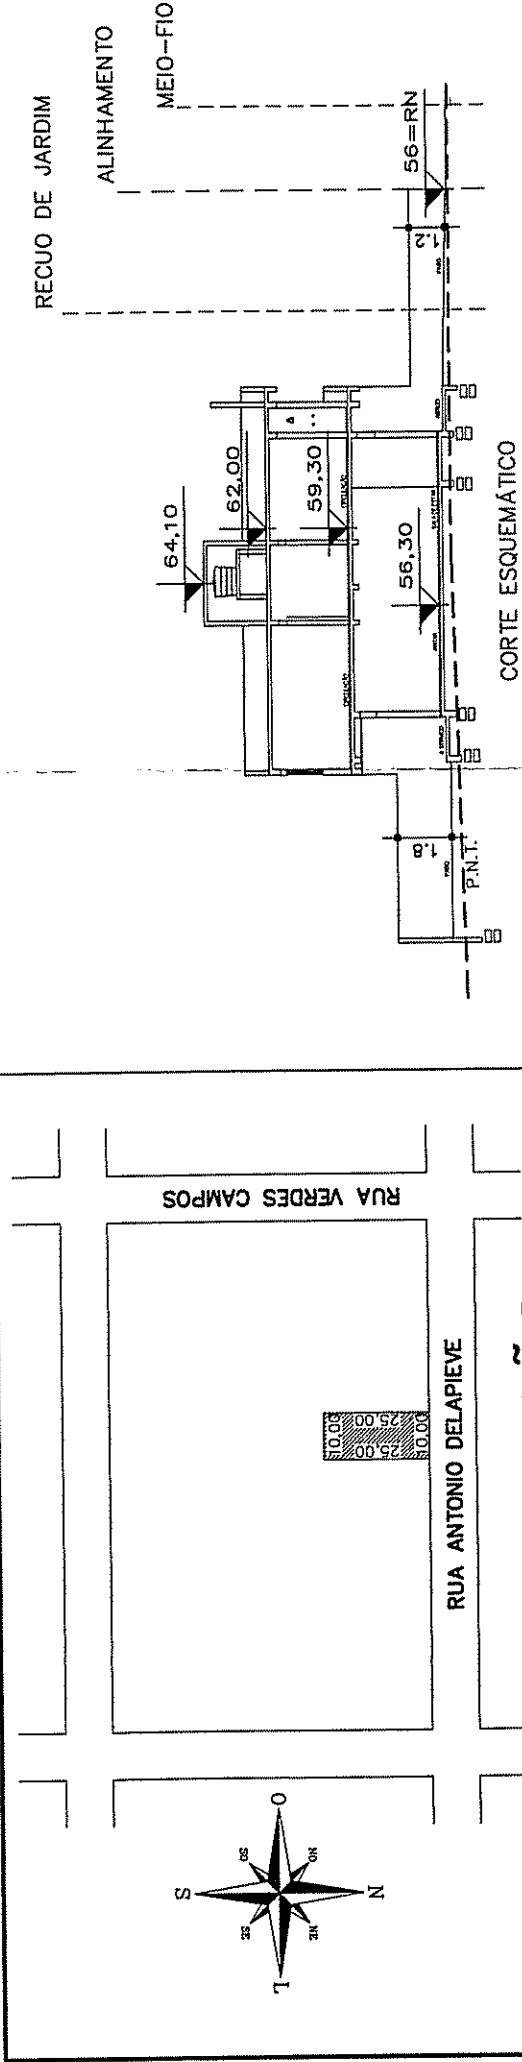 RECUO DE JARDIM
ALINHAMENTO
MEIO-FIO
64,10
62,00
59,30
56,30
56=RN
1.2
1.8
P.N.T.
CORTE ESQUEMÁTICO
RUA VERDES CAMPOS
10,00
25,00
25,00
10,00
RUA ANTONIO DELAPIEVE
S
SO
SE
O
L
NO
NE
N